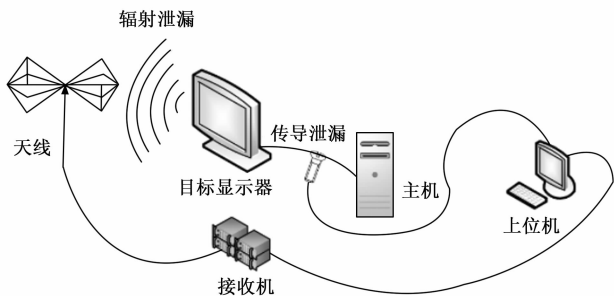 辐射泄漏
天线
传导泄漏
目标显示器
主机
上位机
接收机